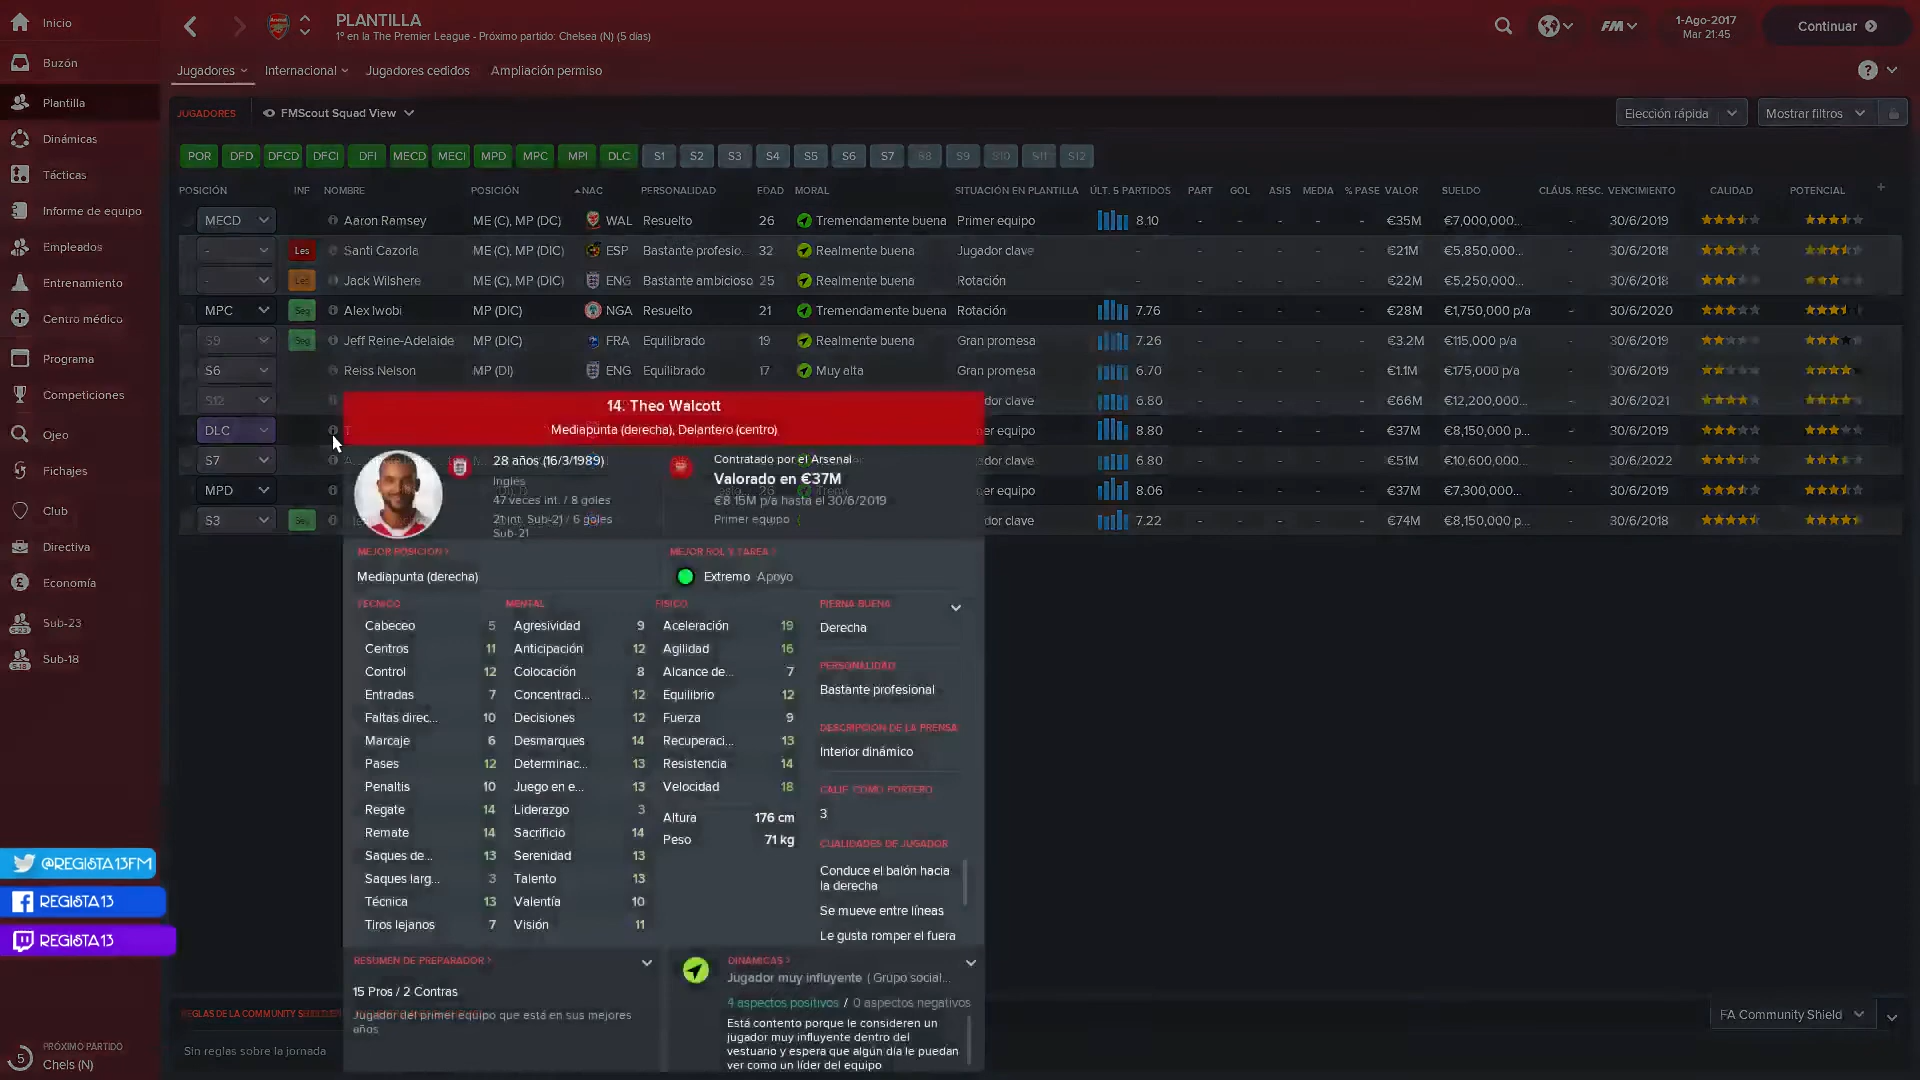 Inicio
Buzón
Plantilla
Dinámicas
Tácticas
Informe de equipo
Empleados
Entrenamiento
Centro médico
Programa
Competiciones
Ojeo
Fichajes
Club
Directiva
Economía
Sub-23
Sub-18
@REGISTA13FM
REGISTA13
REGISTA13
5 PRÓXIMO PARTIDO
Chels (N)
PLANTILLA
1º en la The Premier League - Próximo partido: Chelsea (N) (5 días)
FM
1-Ago-2017
Mar 21:45
Continuar
Jugadores Internacional Jugadores cedidos Ampliación permiso
JUGADORES FMScout Squad View Elección rápida Mostrar filtros
POR DFD DFCD DFCI DFI MECD MECI MPD MPC MPI DLC S1 S2 S3 S4 S5 S6 S7 S8 S9 S10 S11 S12
POSICIÓN INF NOMBRE POSICIÓN NAC PERSONALIDAD EDAD MORAL SITUACIÓN EN PLANTILLA ÚLT. 5 PARTIDOS PART GOL ASIS MEDIA % PASE VALOR SUELDO CLÁUS. RESC. VENCIMIENTO CALIDAD POTENCIAL +
MECD Aaron Ramsey ME (C), MP (DC) WAL Resuelto 26 Tremendamente buena Primer equipo 8.10 - - - - - €35M €7,000,000... - 30/6/2019
- Les Santi Cazorla ME (C), MP (DIC) ESP Bastante profesio... 32 Realmente buena Jugador clave - - - - - - €21M €5,850,000... - 30/6/2018
- Les Jack Wilshere ME (C), MP (DIC) ENG Bastante ambicioso 25 Realmente buena Rotación - - - - - - €22M €5,250,000... - 30/6/2018
MPC Seg Alex Iwobi MP (DIC) NGA Resuelto 21 Tremendamente buena Rotación 7.76 - - - - - €28M €1,750,000 p/a - 30/6/2020
S9 Seg Jeff Reine-Adelaide MP (DIC) FRA Equilibrado 19 Realmente buena Gran promesa 7.26 - - - - - €3.2M €115,000 p/a - 30/6/2019
S6 Reiss Nelson MP (DI) ENG Equilibrado 17 Muy alta Gran promesa 6.70 - - - - - €1.1M €175,000 p/a - 30/6/2019
S12 dor clave 6.80 - - - - - €66M €12,200,000... - 30/6/2021
DLC er equipo 8.80 - - - - - €37M €8,150,000 p... - 30/6/2019
S7 dor clave 6.80 - - - - - €51M €10,600,000... - 30/6/2022
MPD er equipo 8.06 - - - - - €37M €7,300,000... - 30/6/2019
S3 dor clave 7.22 - - - - - €74M €8,150,000 p... - 30/6/2018
14. Theo Walcott
Mediapunta (derecha), Delantero (centro)
28 años (16/3/1989)
Inglés
47 veces int. / 8 goles
21 int. Sub-21 / 6 goles
Sub-21
Contratado por el Arsenal
Valorado en €37M
€8.15M p/a hasta el 30/6/2019
Primer equipo
MEJOR POSICIÓN
Mediapunta (derecha)
MEJOR ROL Y TAREA
Extremo Apoyo
TÉCNICO
Cabeceo 5
Centros 11
Control 12
Entradas 7
Faltas direc... 10
Marcaje 6
Pases 12
Penaltis 10
Regate 14
Remate 14
Saques de... 13
Saques larg... 3
Técnica 13
Tiros lejanos 7
MENTAL
Agresividad 9
Anticipación 12
Colocación 8
Concentraci... 12
Decisiones 12
Desmarques 14
Determinac... 13
Juego en e... 13
Liderazgo 3
Sacrificio 14
Serenidad 13
Talento 13
Valentía 10
Visión 11
FÍSICO
Aceleración 19
Agilidad 16
Alcance de... 7
Equilibrio 12
Fuerza 9
Recuperaci... 13
Resistencia 14
Velocidad 18
Altura 176 cm
Peso 71 kg
PIERNA BUENA
Derecha
PERSONALIDAD
Bastante profesional
DESCRIPCIÓN DE LA PRENSA
Interior dinámico
CALIF. COMO PORTERO
3
CUALIDADES DE JUGADOR
Conduce el balón hacia
la derecha
Se mueve entre líneas
Le gusta romper el fuera
RESUMEN DE PREPARADOR
15 Pros / 2 Contras
Jugador del primer equipo que está en sus mejores
años
DINÁMICAS
Jugador muy influyente ( Grupo social...
4 aspectos positivos / 0 aspectos negativos
Está contento porque le consideren un
jugador muy influyente dentro del
vestuario y espera que algún día le puedan
ver como un líder del equipo
REGLAS DE LA COMMUNITY
Sin reglas sobre la jornada
FA Community Shield